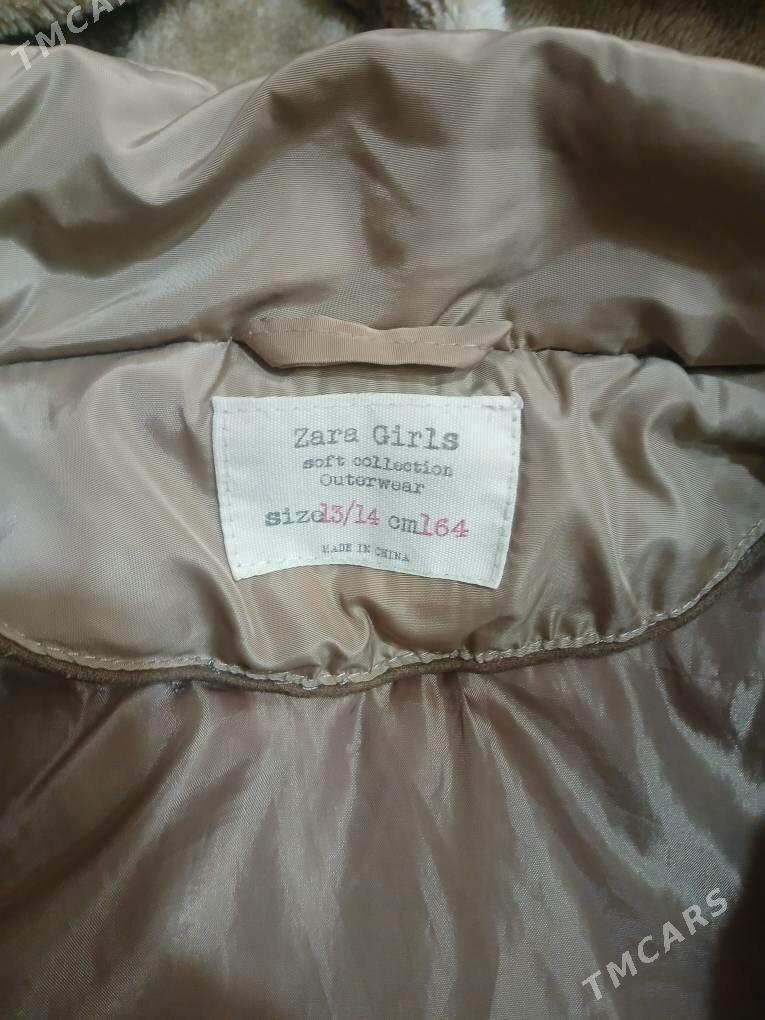 TMCARS
Zara Girls
soft collection
Outerwear
size13/14 cm164
MADE IN CHINA
TMCARS